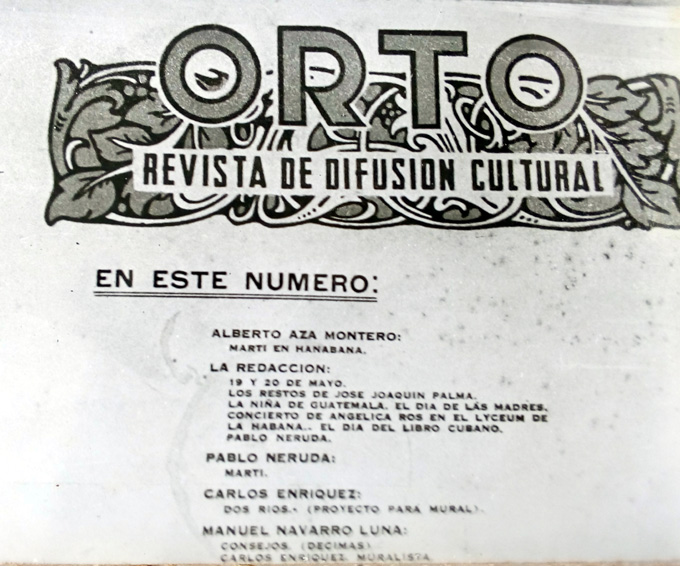 ORTO
REVISTA DE DIFUSION CULTURAL
EN ESTE NUMERO:
ALBERTO AZA MONTERO:
MARTI EN HANABANA.
LA REDACCION:
19 Y 20 DE MAYO.
LOS RESTOS DE JOSE JOAQUIN PALMA.
LA NIÑA DE GUATEMALA. EL DIA DE LAS MADRES.
CONCIERTO DE ANGELICA ROS EN EL LYCEUM DE
LA HABANA.. EL DIA DEL LIBRO CUBANO.
PABLO NERUDA.
PABLO NERUDA:
MARTI.
CARLOS ENRIQUEZ:
DOS RIOS.- (PROYECTO PARA MURAL).
MANUEL NAVARRO LUNA:
CONSEJOS. (DECIMAS)
CARLOS ENRIQUEZ. MURALISTA